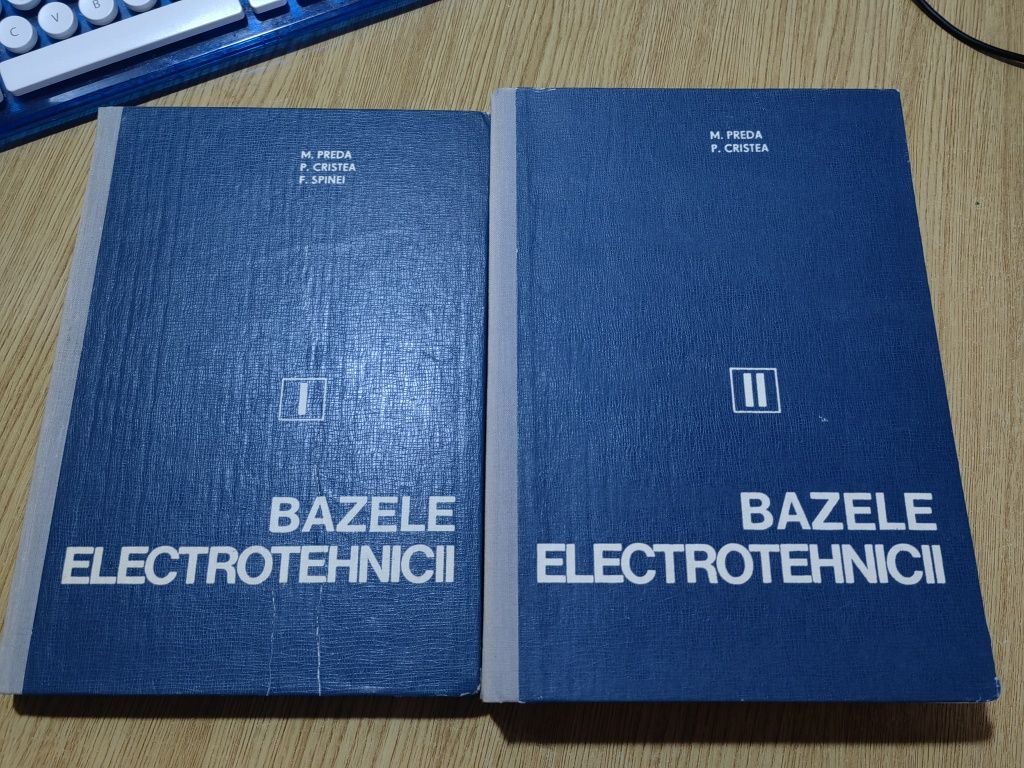 C V B
M. PREDA
P. CRISTEA
F. SPINEI
I
BAZELE
ELECTROTEHNICII
M. PREDA
P. CRISTEA
II
BAZELE
ELECTROTEHNICII